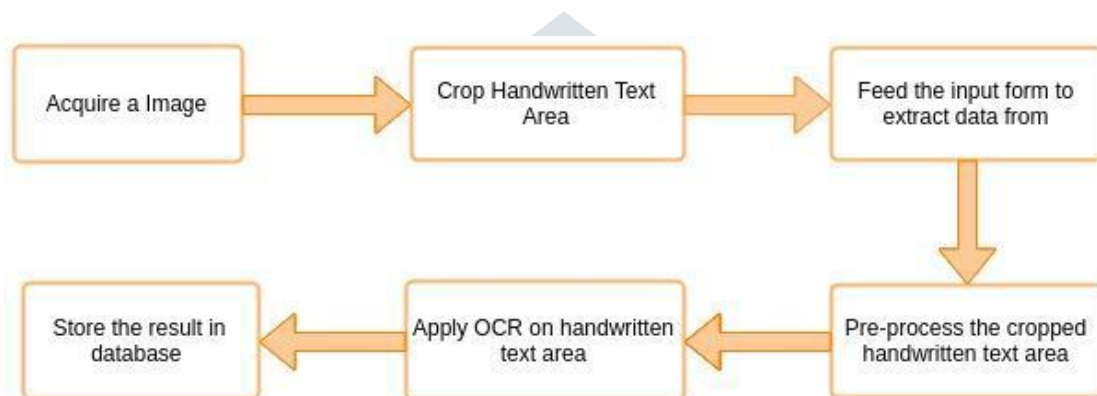 Acquire a Image
Crop Handwritten Text
Area
Feed the input form to
extract data from
Pre-process the cropped
handwritten text area
Apply OCR on handwritten
text area
Store the result in
database